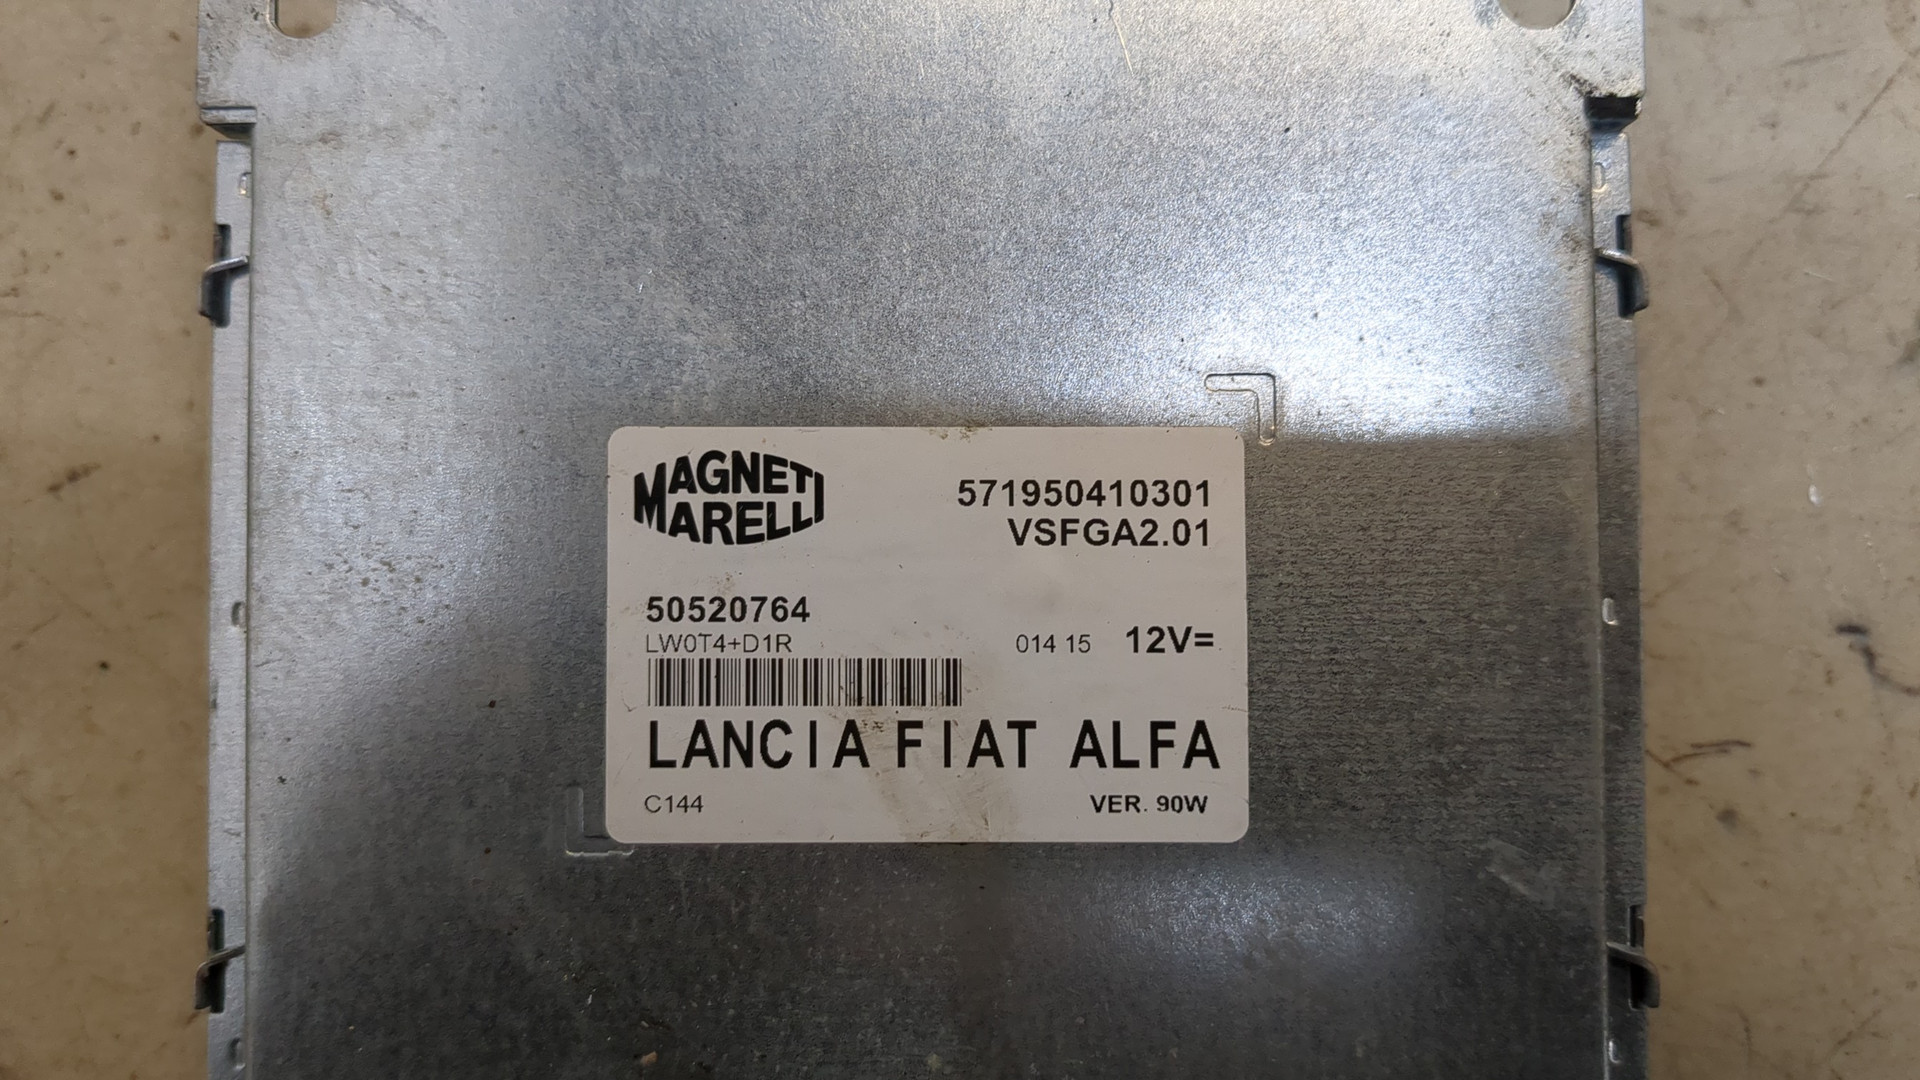 MAGNETI
MARELLI
571950410301
VSFGA2.01
50520764
LW0T4+D1R
014 15 12V=
LANCIA FIAT ALFA
C144
VER. 90W